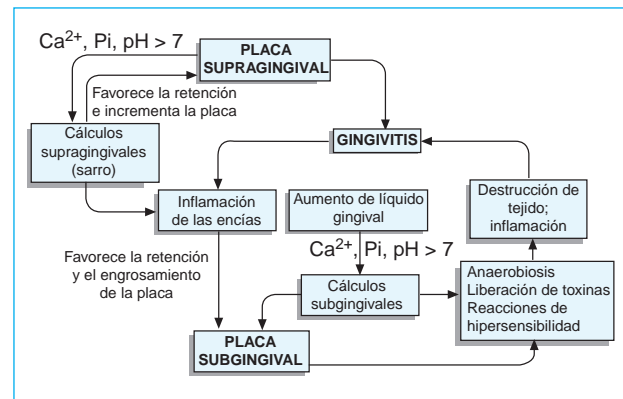 Ca²⁺, Pi, pH > 7
PLACA
SUPRAGINGIVAL
Favorece la retención
e incrementa la placa
Cálculos
supragingivales
(sarro)
GINGIVITIS
Inflamación
de las encías
Aumento de líquido
gingival
Destrucción de
tejido;
inflamación
Favorece la retención
y el engrosamiento
de la placa
Ca²⁺, Pi, pH > 7
Cálculos
subgingivales
Anaerobiosis
Liberación de toxinas
Reacciones de
hipersensibilidad
PLACA
SUBGINGIVAL